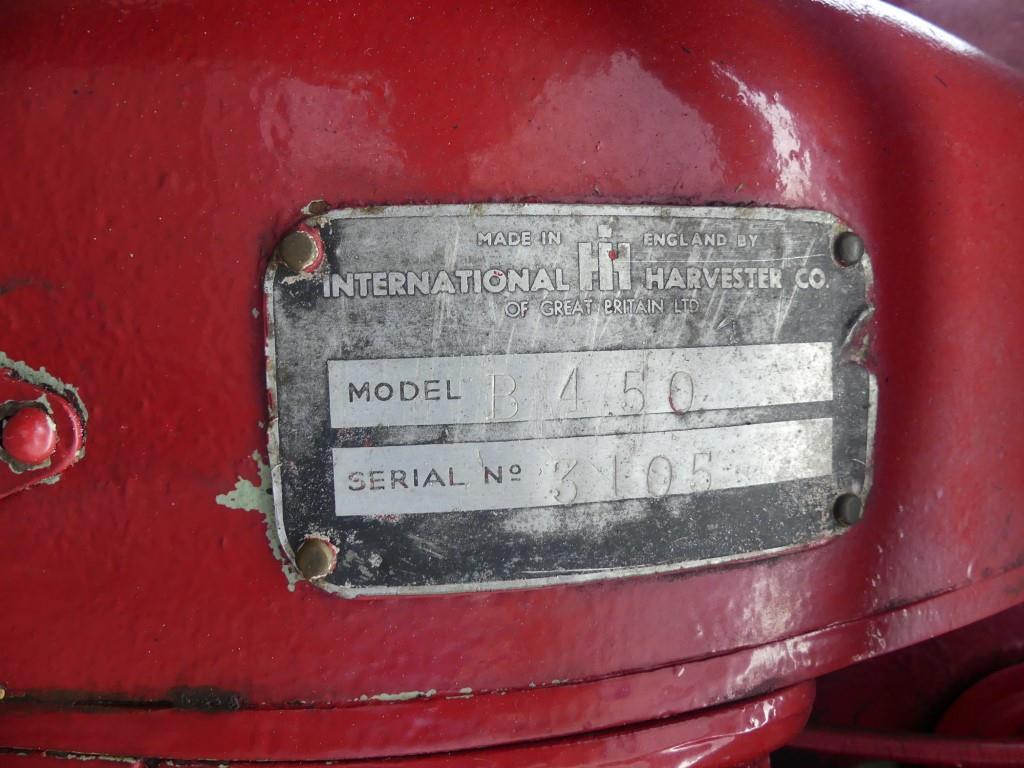 MADE IN IH ENGLAND BY
INTERNATIONAL HARVESTER CO.
OF GREAT BRITAIN LTD
MODEL B 450
SERIAL Nº 3105